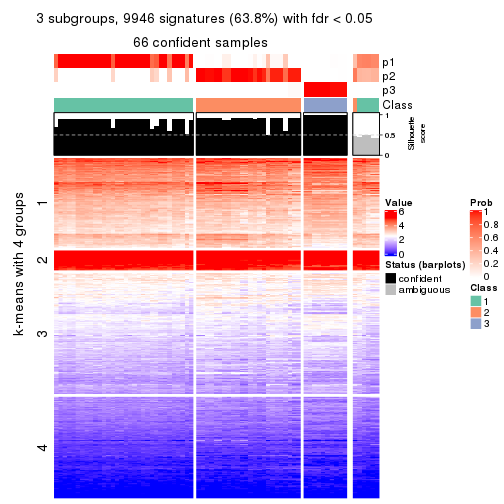 3 subgroups, 9946 signatures (63.8%) with fdr < 0.05
66 confident samples
p1
p2
p3
Class
1
0.5
0
Silhouette
score
k-means with 4 groups
1
2
3
4
Value
6
4
2
0
Status (barplots)
confident
ambiguous
Prob
1
0.8
0.6
0.4
0.2
0
Class
1
2
3